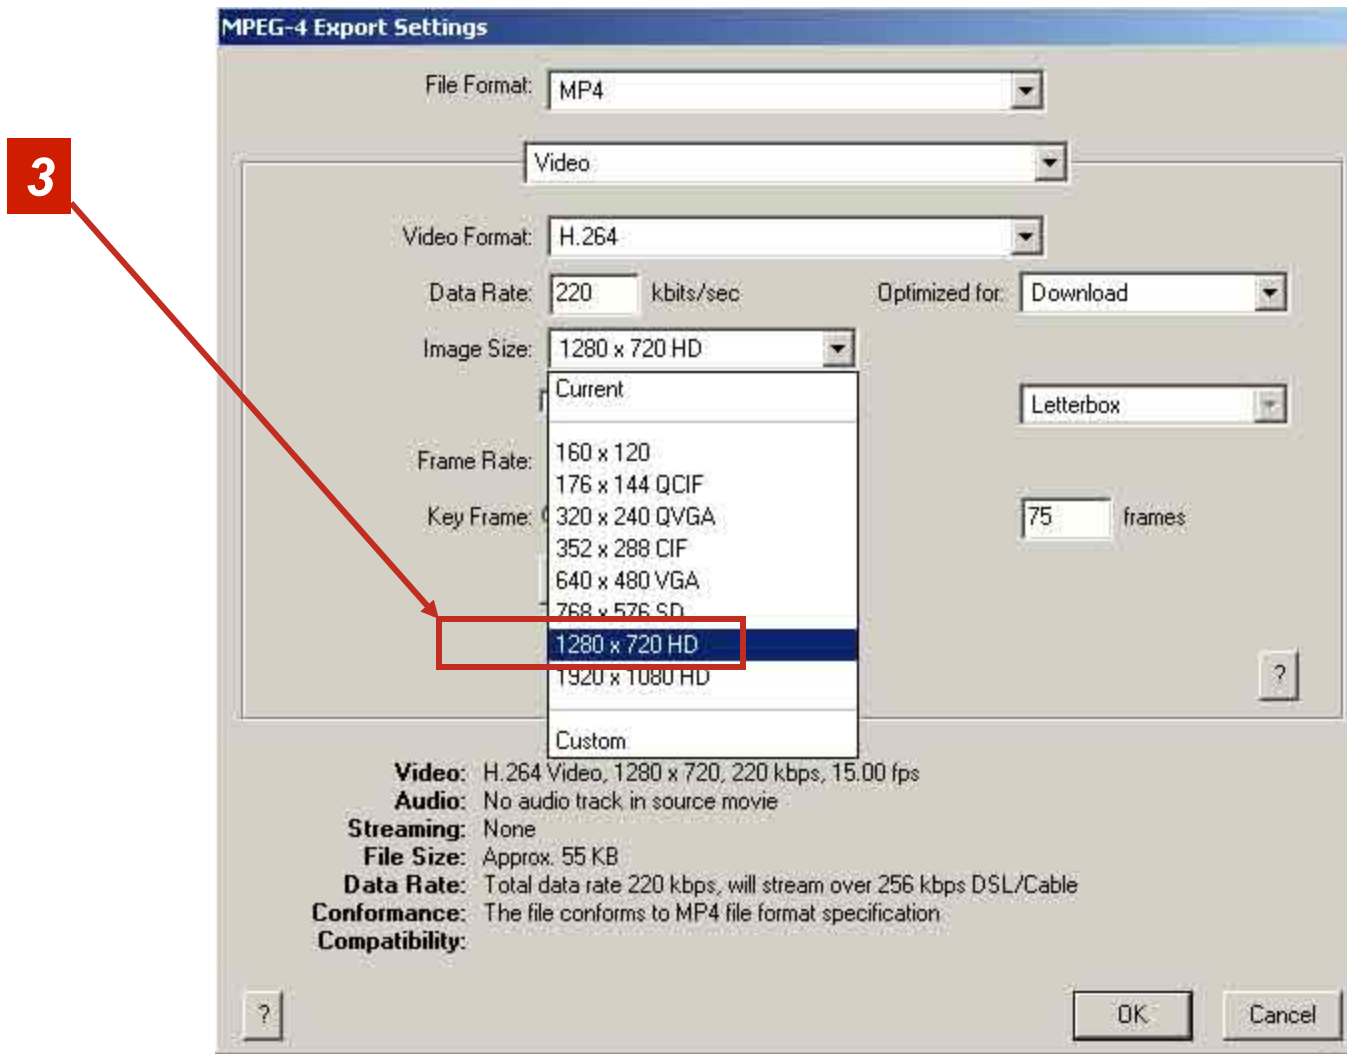 MPEG-4 Export Settings
File Format: MP4
3
Video
Video Format: H.264
Data Rate: 220 kbits/sec Optimized for: Download
Image Size: 1280 x 720 HD
Current
Letterbox
160 x 120
Frame Rate:
176 x 144 QCIF
Key Frame: 320 x 240 QVGA 75 frames
352 x 288 CIF
640 x 480 VGA
768 x 576 SD
1280 x 720 HD
1920 x 1080 HD
?
Custom
Video: H.264 Video, 1280 x 720, 220 kbps, 15.00 fps
Audio: No audio track in source movie
Streaming: None
File Size: Approx. 55 KB
Data Rate: Total data rate 220 kbps, will stream over 256 kbps DSL/Cable
Conformance: The file conforms to MP4 file format specification
Compatibility:
? OK Cancel